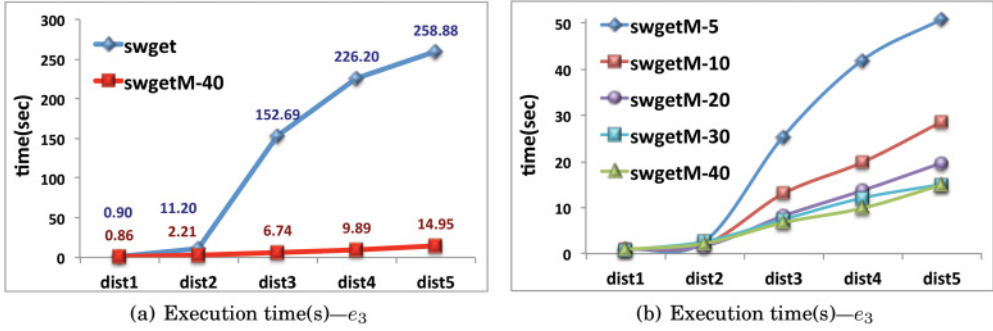 300
250
200
150
100
50
0
time(sec)
swget
swgetM-40
0.90
11.20
152.69
226.20
258.88
0.86
2.21
6.74
9.89
14.95
dist1 dist2 dist3 dist4 dist5
(a) Execution time(s)—e3
50
40
30
20
10
0
time(sec)
swgetM-5
swgetM-10
swgetM-20
swgetM-30
swgetM-40
dist1 dist2 dist3 dist4 dist5
(b) Execution time(s)—e3